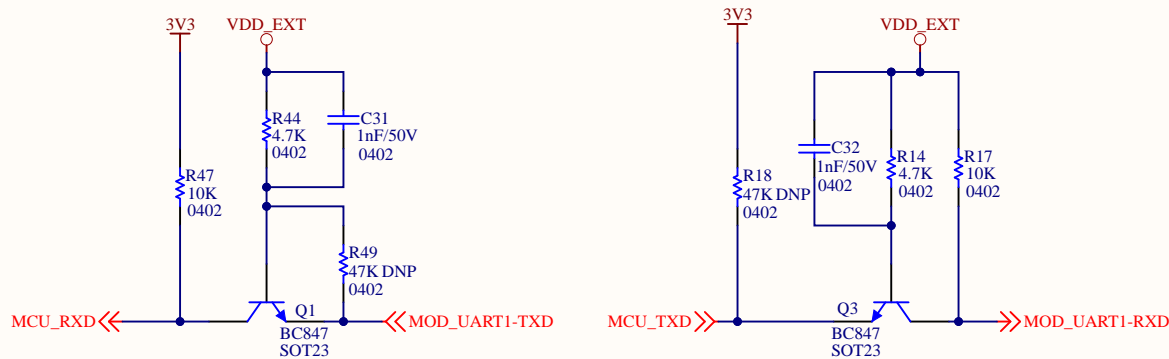 3V3
VDD_EXT
R44
4.7K
0402
C31
1nF/50V
0402
R47
10K
0402
R49
47K DNP
0402
MCU_RXD
Q1
BC847
SOT23
MOD_UART1-TXD
3V3
VDD_EXT
C32
1nF/50V
0402
R14
4.7K
0402
R17
10K
0402
R18
47K DNP
0402
MCU_TXD
Q3
BC847
SOT23
MOD_UART1-RXD